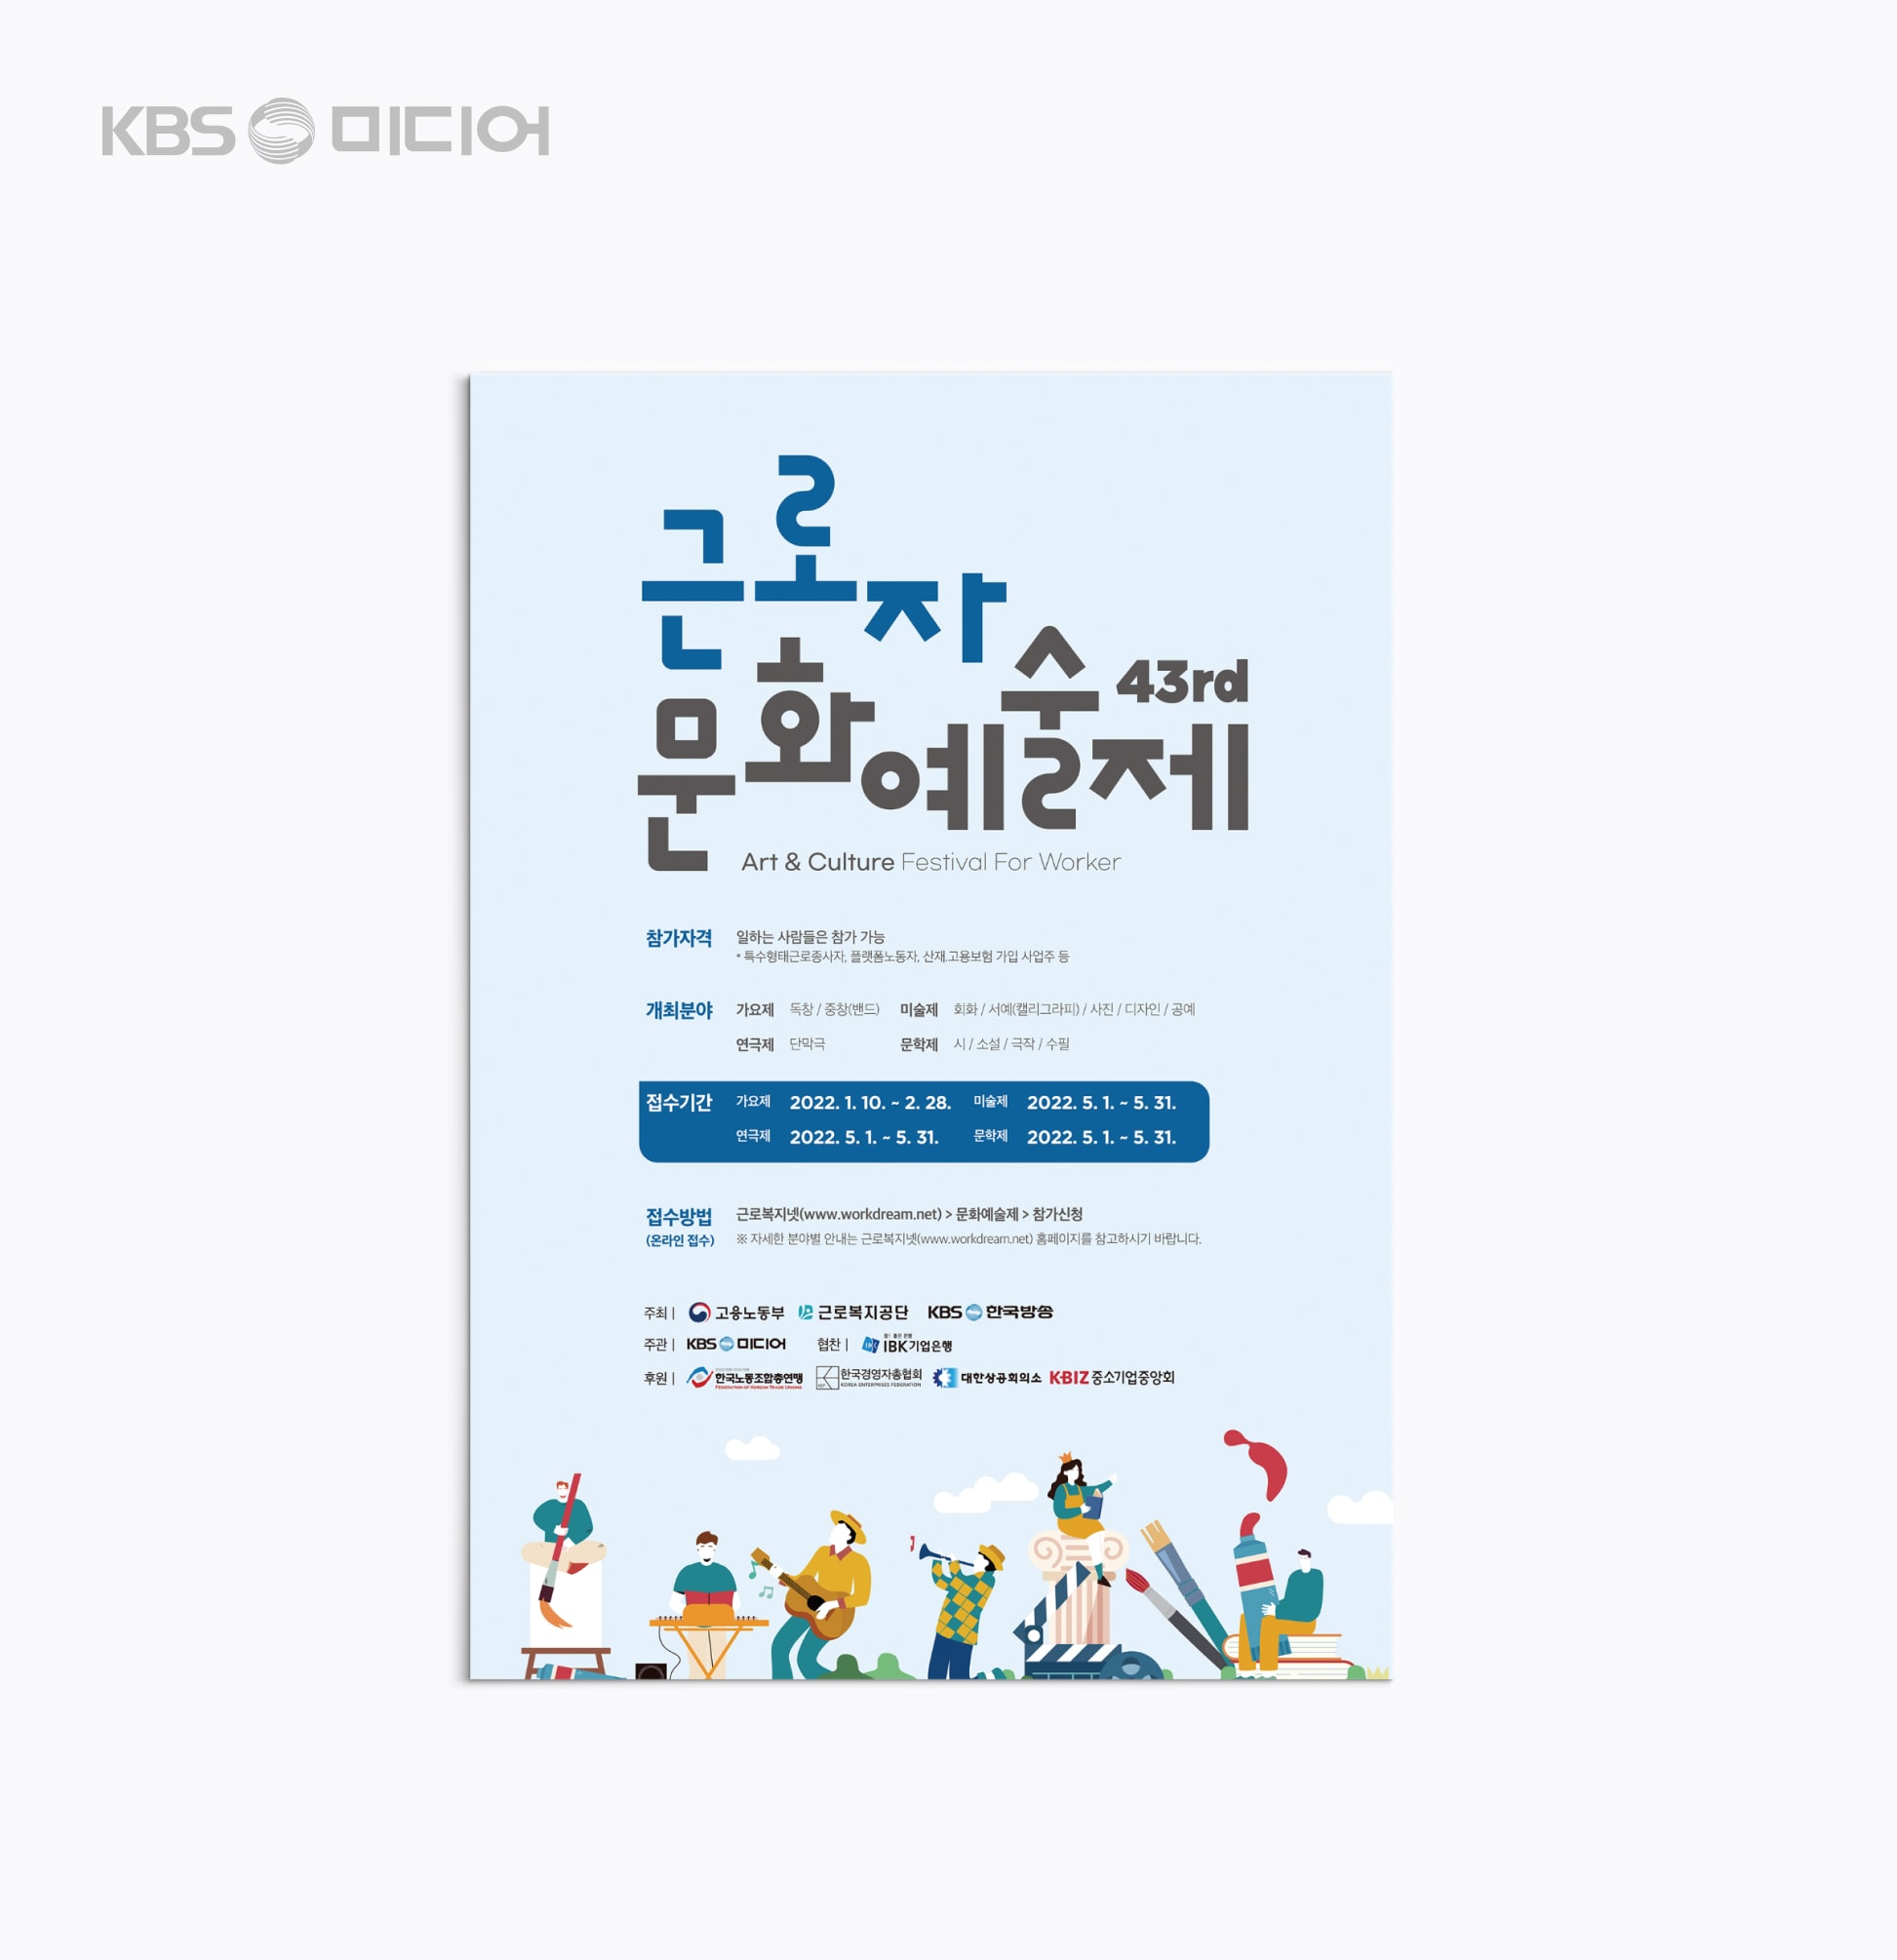 KBS 미디어
근로자
문화예술제 43rd
Art & Culture Festival For Worker
참가자격 일하는 사람들은 참가 가능
* 특수형태근로종사자, 플랫폼노동자, 산재.고용보험 가입 사업주 등
개최분야 가요제 독창 / 중창(밴드) 미술제 회화 / 서예(캘리그라피) / 사진 / 디자인 / 공예
연극제 단막극 문학제 시 / 소설 / 극작 / 수필
접수기간 가요제 2022. 1. 10. ~ 2. 28. 미술제 2022. 5. 1. ~ 5. 31.
연극제 2022. 5. 1. ~ 5. 31. 문학제 2022. 5. 1. ~ 5. 31.
접수방법 근로복지넷(www.workdream.net) > 문화예술제 > 참가신청
(온라인 접수) ※ 자세한 분야별 안내는 근로복지넷(www.workdream.net) 홈페이지를 참고하시기 바랍니다.
주최 | 고용노동부 근로복지공단 KBS 한국방송
주관 | KBS 미디어 협찬 | IBK기업은행
후원 | 한국노동조합총연맹 FEDERATION OF KOREAN TRADE UNIONS 한국경영자총협회 KOREA ENTERPRISES FEDERATION 대한상공회의소 KBIZ중소기업중앙회